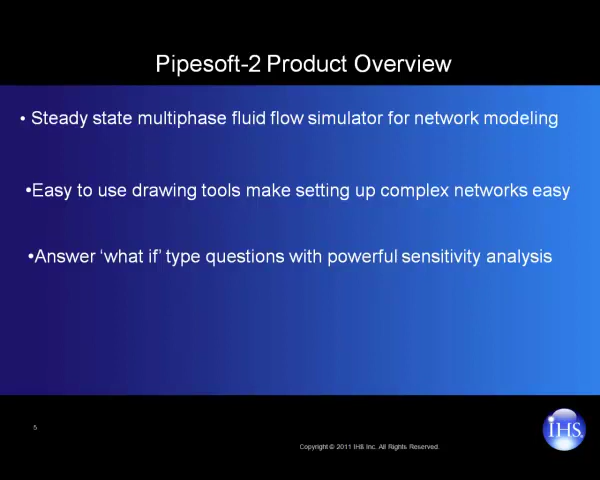 Pipesoft-2 Product Overview
• Steady state multiphase fluid flow simulator for network modeling
•Easy to use drawing tools make setting up complex networks easy
•Answer ‘what if’ type questions with powerful sensitivity analysis
5
IHS
Copyright © 2011 IHS Inc. All Rights Reserved.